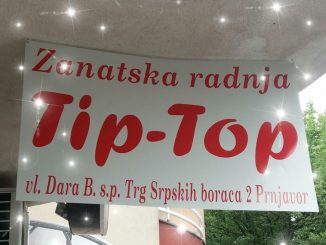 Zanatska radnja
Tip-Top
vl. Dara B. s.p. Trg Srpskih boraca 2 Prnjavor